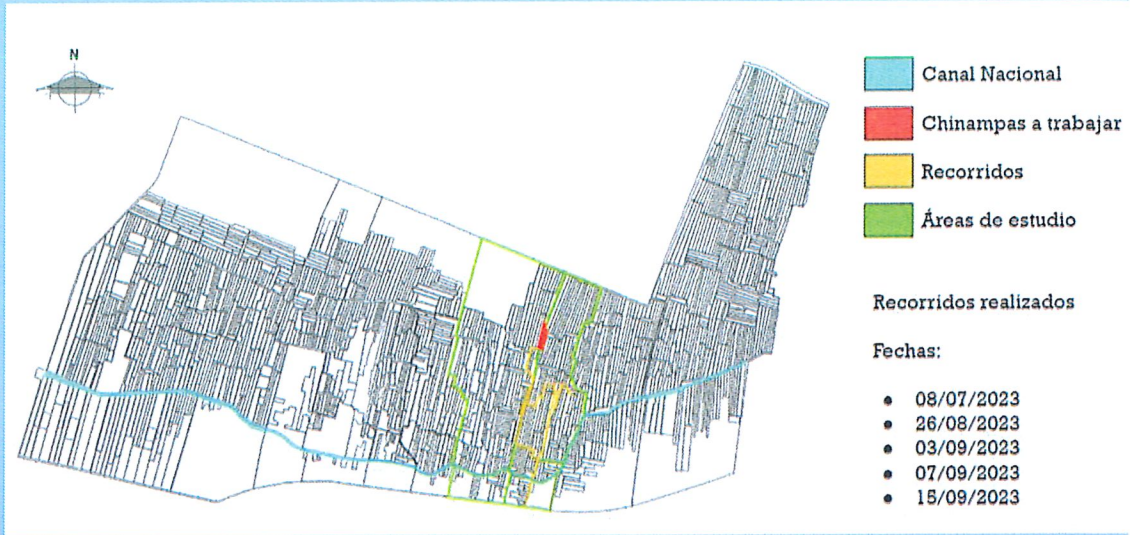 N
Canal Nacional
Chinampas a trabajar
Recorridos
Áreas de estudio
Recorridos realizados
Fechas:
• 08/07/2023
• 26/08/2023
• 03/09/2023
• 07/09/2023
• 15/09/2023